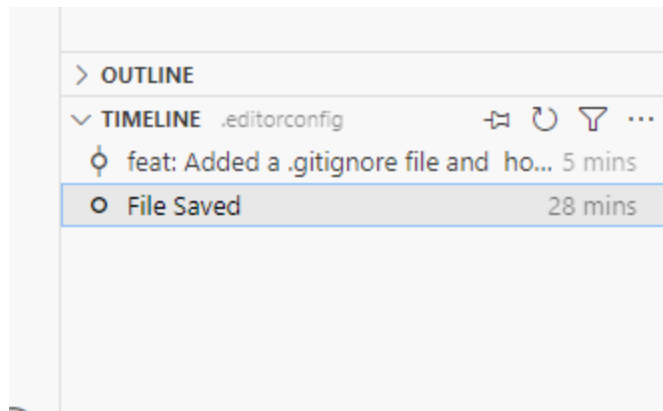 OUTLINE
TIMELINE .editorconfig
feat: Added a .gitignore file and ho... 5 mins
File Saved 28 mins